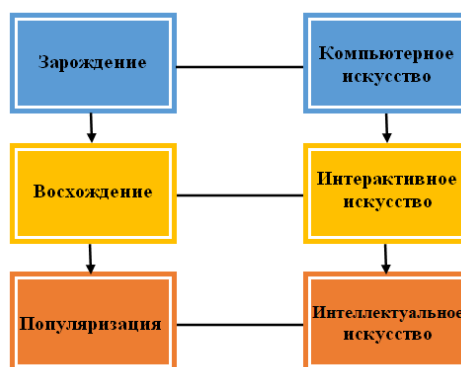 Зарождение
Компьютерное
искусство
Восхождение
Интерактивное
искусство
Популяризация
Интеллектуальное
искусство